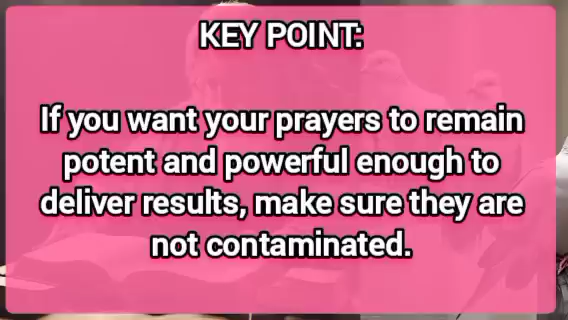 KEY POINT:
If you want your prayers to remain
potent and powerful enough to
deliver results, make sure they are
not contaminated.